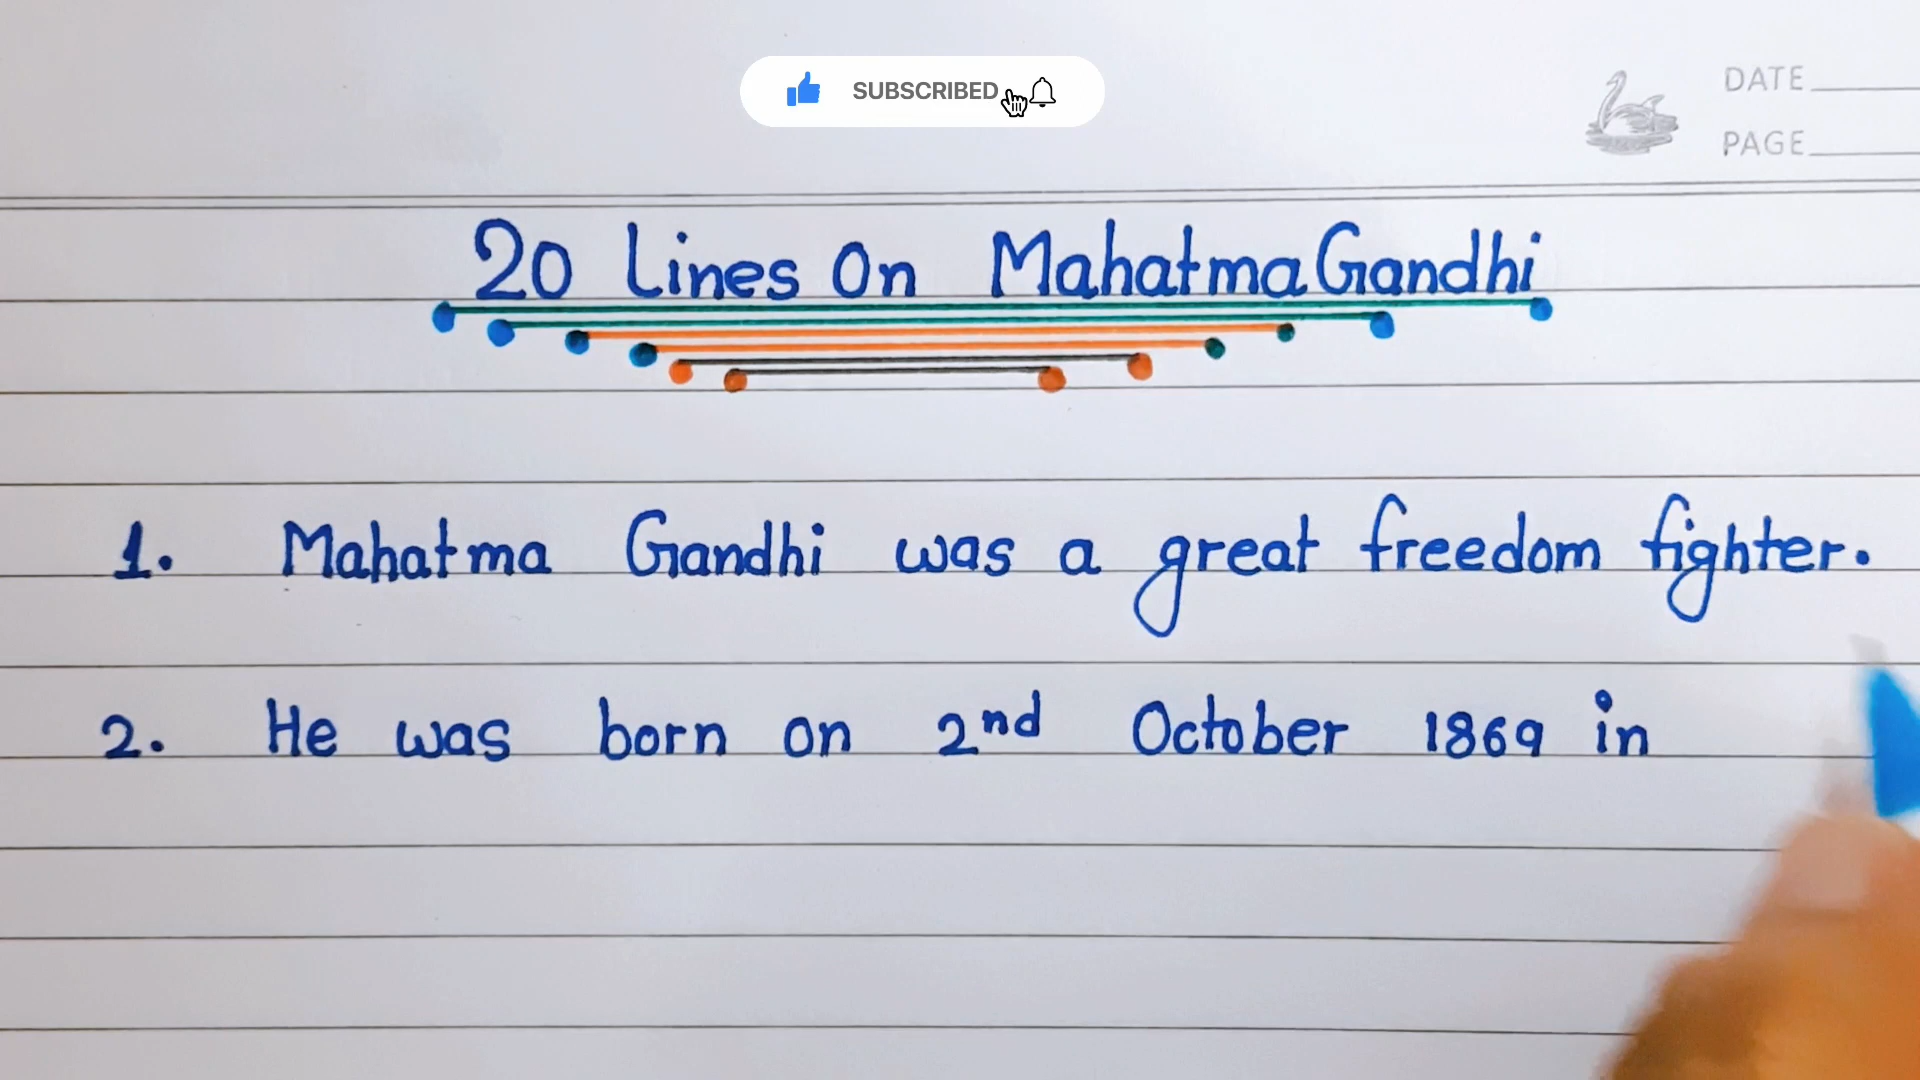 SUBSCRIBED
DATE
PAGE
20 Lines On Mahatma Gandhi
1. Mahatma Gandhi was a great freedom fighter.
2. He was born on 2nd October 1869 in